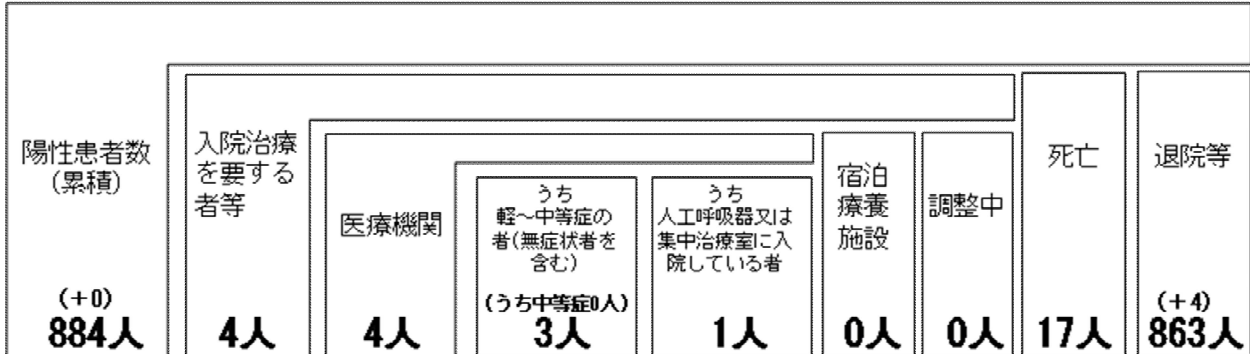 陽性患者数
(累積)
(+0)
884人
入院治療
を要する
者等
4人
医療機関
4人
うち
軽～中等症の
者(無症状者を
含む)
(うち中等症0人)
3人
うち
人工呼吸器又は
集中治療室に入
院している者
1人
宿泊
療養
施設
0人
調整中
0人
死亡
17人
退院等
(+4)
863人